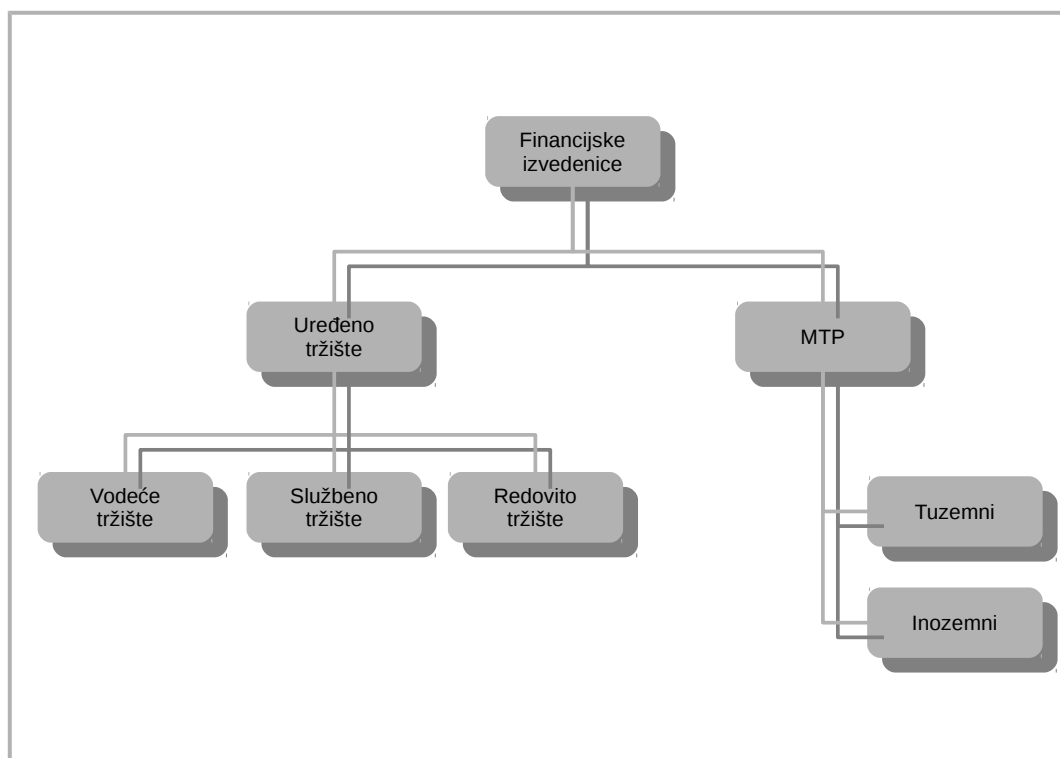 Financijske
izvedenice
Uređeno
tržište
MTP
Vodeće
tržište
Službeno
tržište
Redovito
tržište
Tuzemni
Inozemni